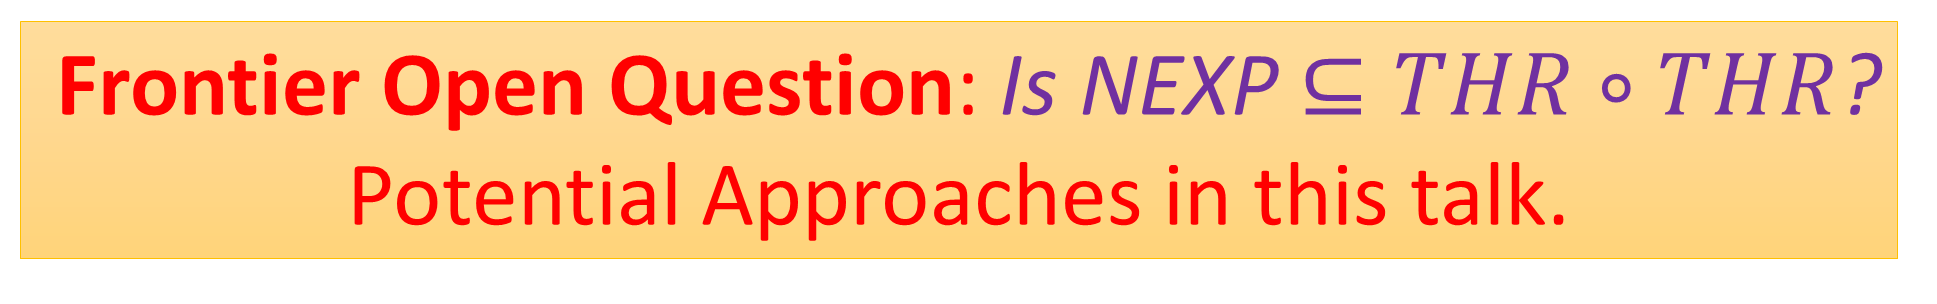 Frontier Open Question: Is NEXP ⊆ THR ∘ THR?
Potential Approaches in this talk.